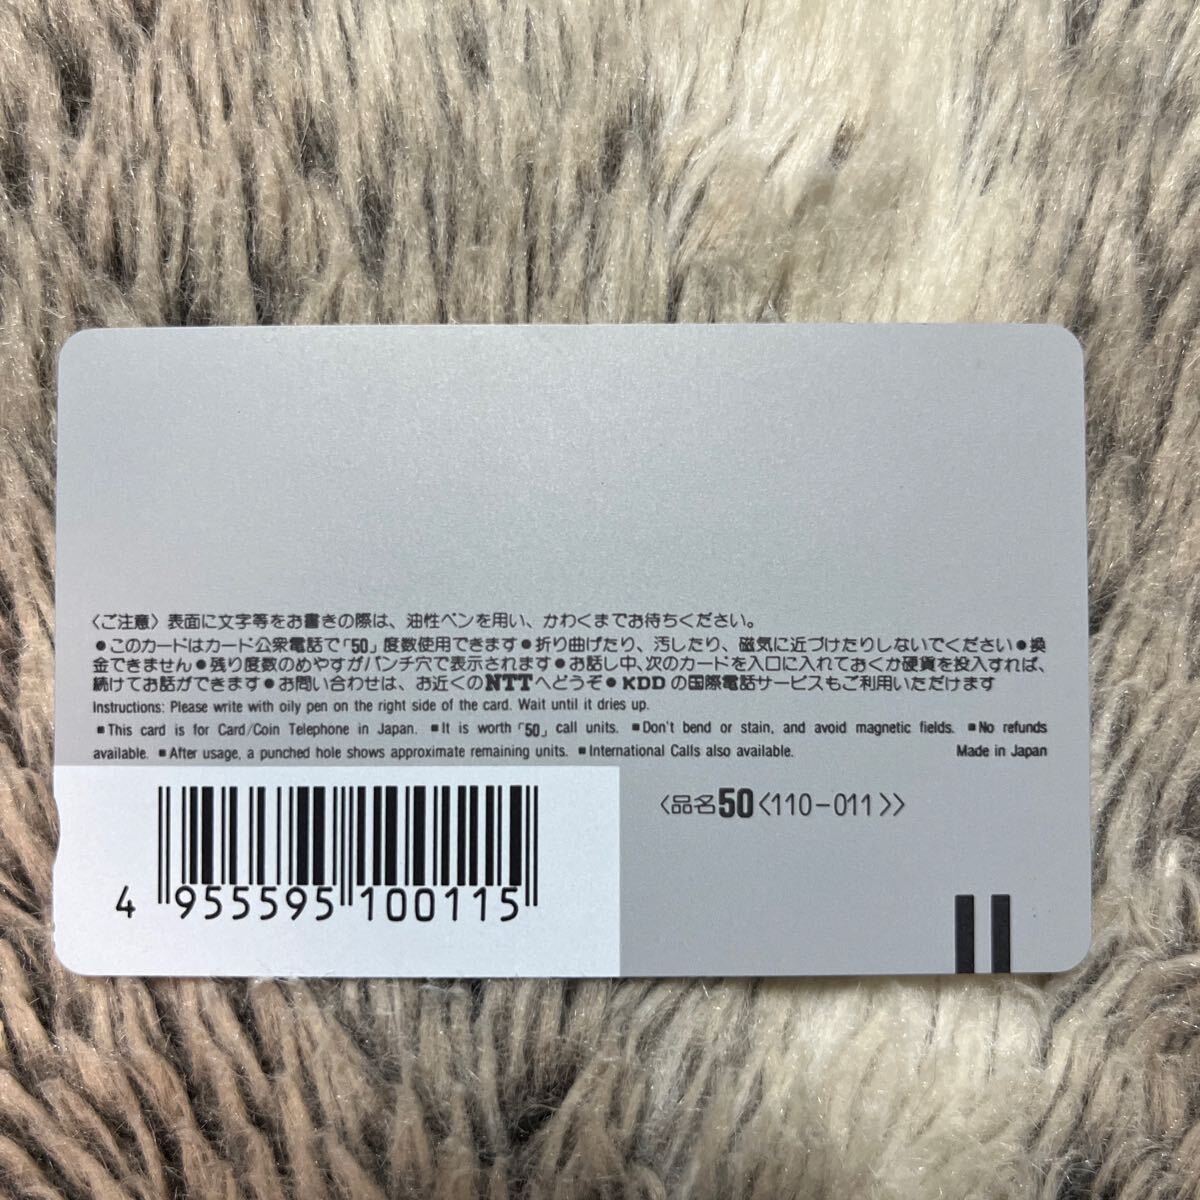 〈ご注意〉表面に文字等をお書きの際は、油性ペンを用い、かわくまでお待ちください。
●このカードはカード公衆電話で「50」度数使用できます●折り曲げたり、汚したり、磁気に近づけたりしないでください●換
金できません●残り度数のめやすがパンチ穴で表示されます●お話し中、次のカードを入口に入れておくか硬貨を投入すれば、
続けてお話ができます●お問い合わせは、お近くのNTTへどうぞ●KDDの国際電話サービスもご利用いただけます
Instructions: Please write with oily pen on the right side of the card. Wait until it dries up.
■This card is for Card/Coin Telephone in Japan. ■It is worth「50」call units. ■Don't bend or stain, and avoid magnetic fields. ■No refunds
available. ■After usage, a punched hole shows approximate remaining units. ■International Calls also available. Made in Japan
〈品名50〈110-011〉〉
4 955595 100115